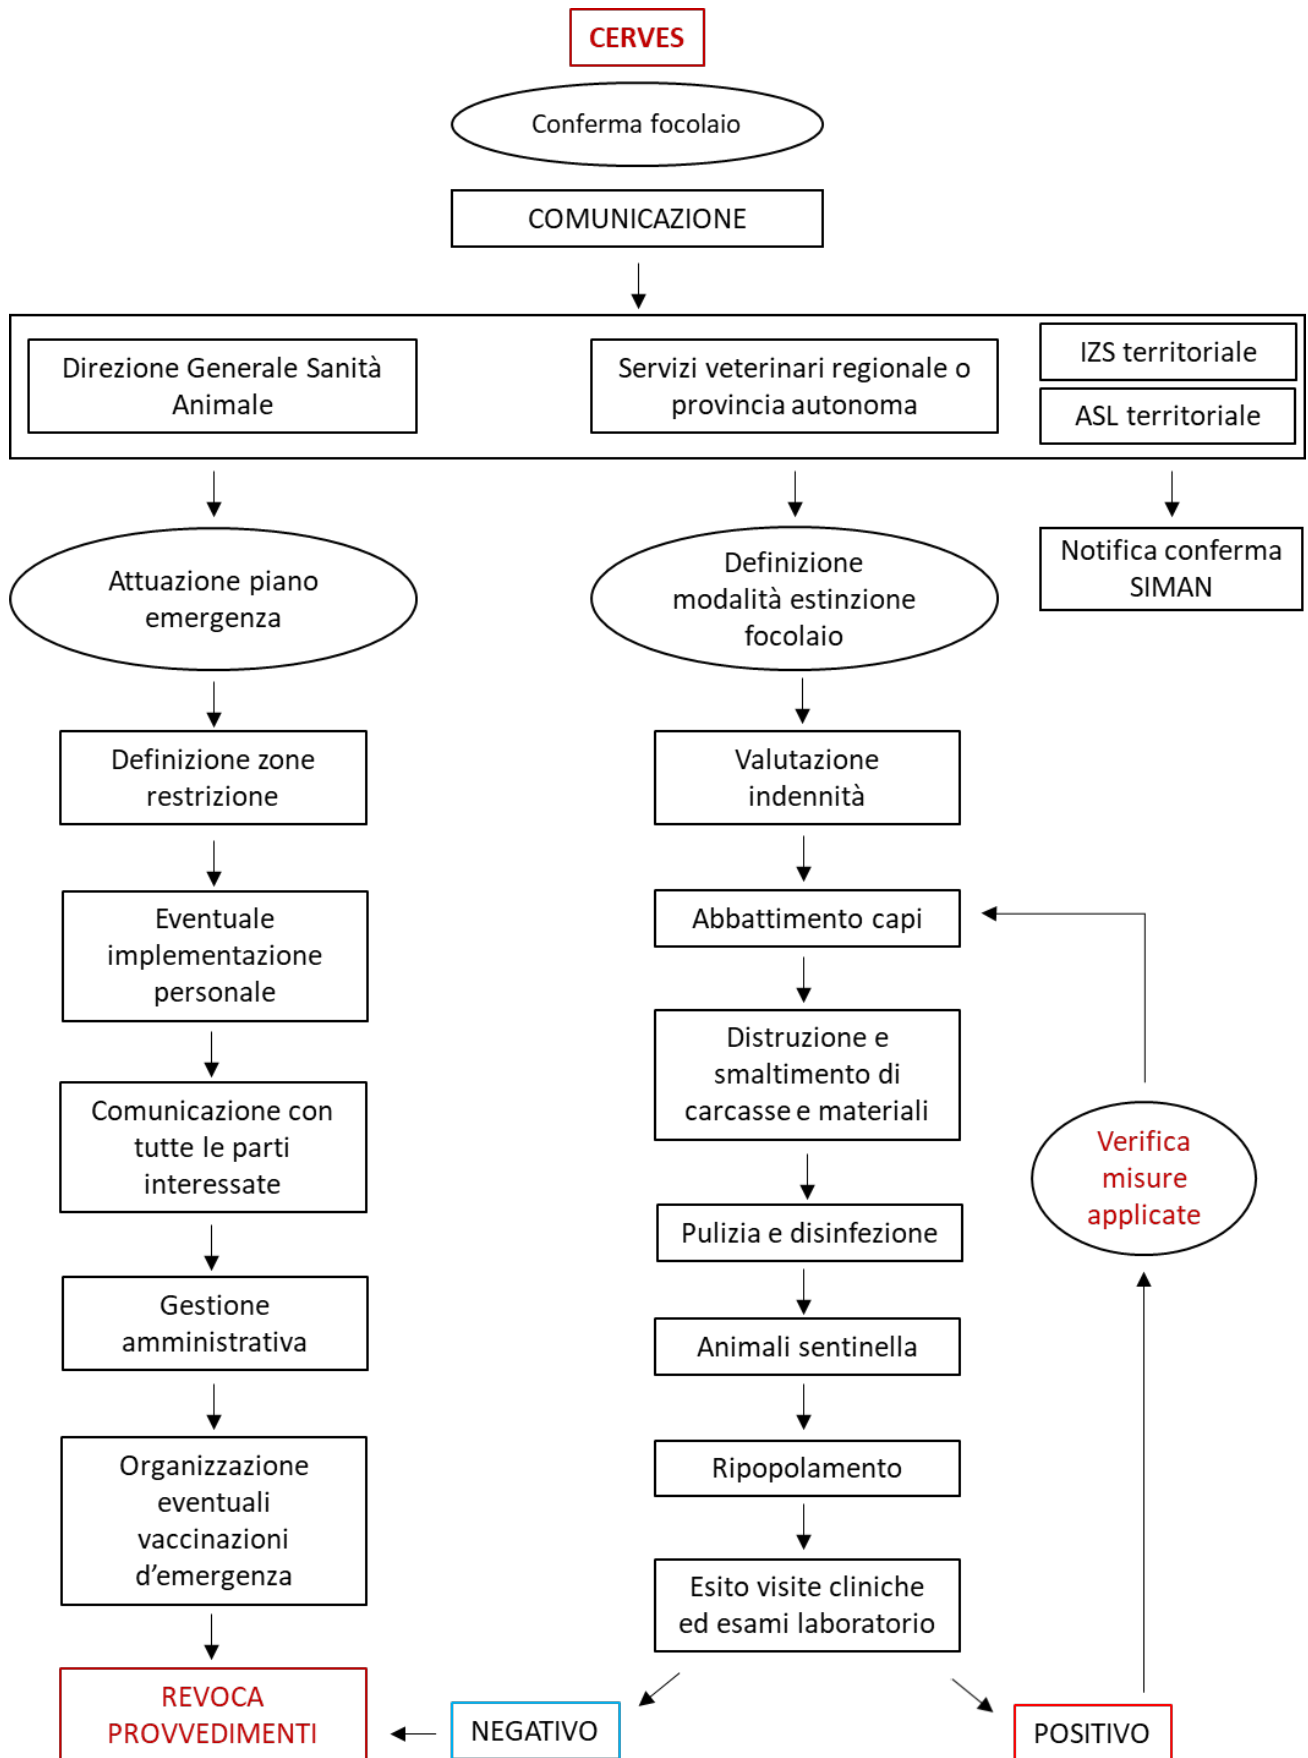 CERVES
Conferma focolaio
COMUNICAZIONE
Direzione Generale Sanità
Animale
Servizi veterinari regionale o
provincia autonoma
IZS territoriale
ASL territoriale
Attuazione piano
emergenza
Definizione
modalità estinzione
focolaio
Notifica conferma
SIMAN
Definizione zone
restrizione
Eventuale
implementazione
personale
Comunicazione con
tutte le parti
interessate
Gestione
amministrativa
Organizzazione
eventuali
vaccinazioni
d'emergenza
REVOCA
PROVVEDIMENTI
Valutazione
indennità
Abbattimento capi
Distruzione e
smaltimento di
carcasse e materiali
Pulizia e disinfezione
Animali sentinella
Ripopolamento
Esito visite cliniche
ed esami laboratorio
NEGATIVO
POSITIVO
Verifica
misure
applicate